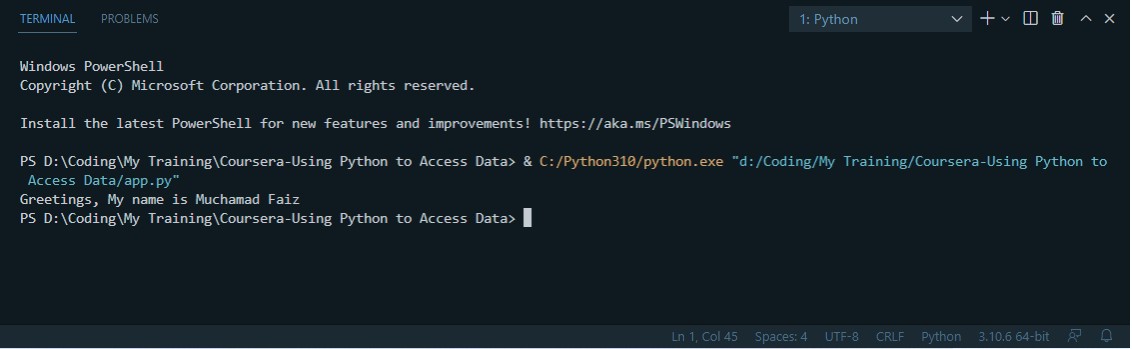 TERMINAL PROBLEMS 1: Python
Windows PowerShell
Copyright (C) Microsoft Corporation. All rights reserved.
Install the latest PowerShell for new features and improvements! https://aka.ms/PSWindows
PS D:\Coding\My Training\Coursera-Using Python to Access Data> & C:/Python310/python.exe "d:/Coding/My Training/Coursera-Using Python to
Access Data/app.py"
Greetings, My name is Muchamad Faiz
PS D:\Coding\My Training\Coursera-Using Python to Access Data>
Ln 1, Col 45 Spaces: 4 UTF-8 CRLF Python 3.10.6 64-bit